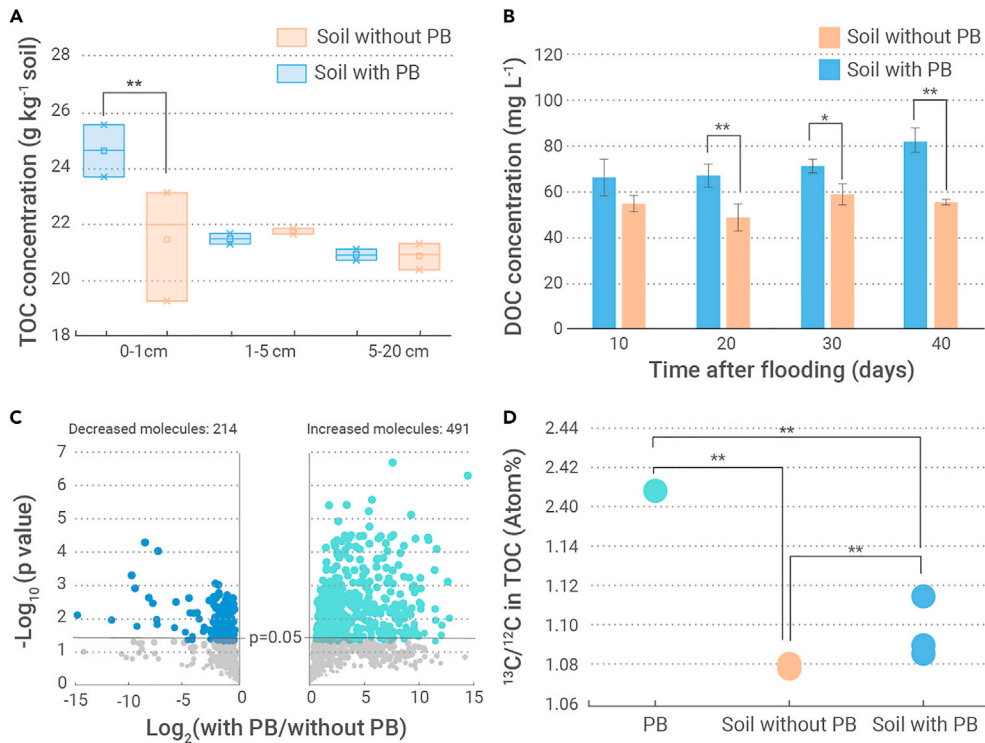 A
TOC concentration (g kg⁻¹ soil)
28
26
24
22
20
18
Soil without PB
Soil with PB
**
0-1cm
1-5 cm
5-20 cm
B
DOC concentration (mg L⁻¹)
120
100
80
60
40
20
0
Soil without PB
Soil with PB
**
*
**
10
20
30
40
Time after flooding (days)
C
Decreased molecules: 214
Increased molecules: 491
-Log₁₀ (p value)
7
6
5
4
3
2
1
0
p=0.05
-15
-10
-5
0
0
5
10
15
Log₂(with PB/without PB)
D
¹³C/¹²C in TOC (Atom%)
2.44
2.42
2.40
1.14
1.12
1.10
1.08
1.06
**
**
**
PB
Soil without PB
Soil with PB